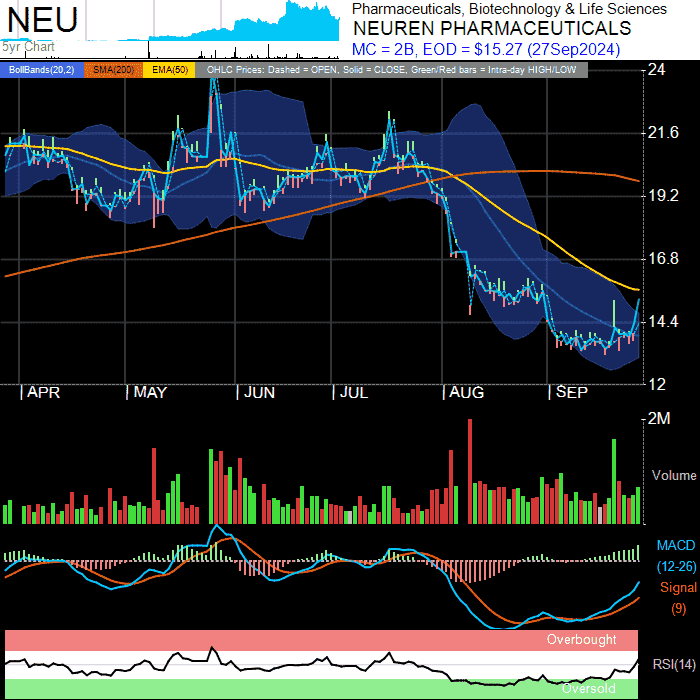 NEU
5yr Chart
Pharmaceuticals, Biotechnology & Life Sciences
NEUREN PHARMACEUTICALS
MC = 2B, EOD = $15.27 (27Sep2024)
BollBands(20,2) SMA(200) EMA(50) OHLC Prices: Dashed = OPEN, Solid = CLOSE, Green/Red bars = Intra-day HIGH/LOW
24
21.6
19.2
16.8
14.4
12
APR MAY JUN JUL AUG SEP
2M
Volume
MACD
(12-26)
Signal
(9)
Overbought
RSI(14)
Oversold